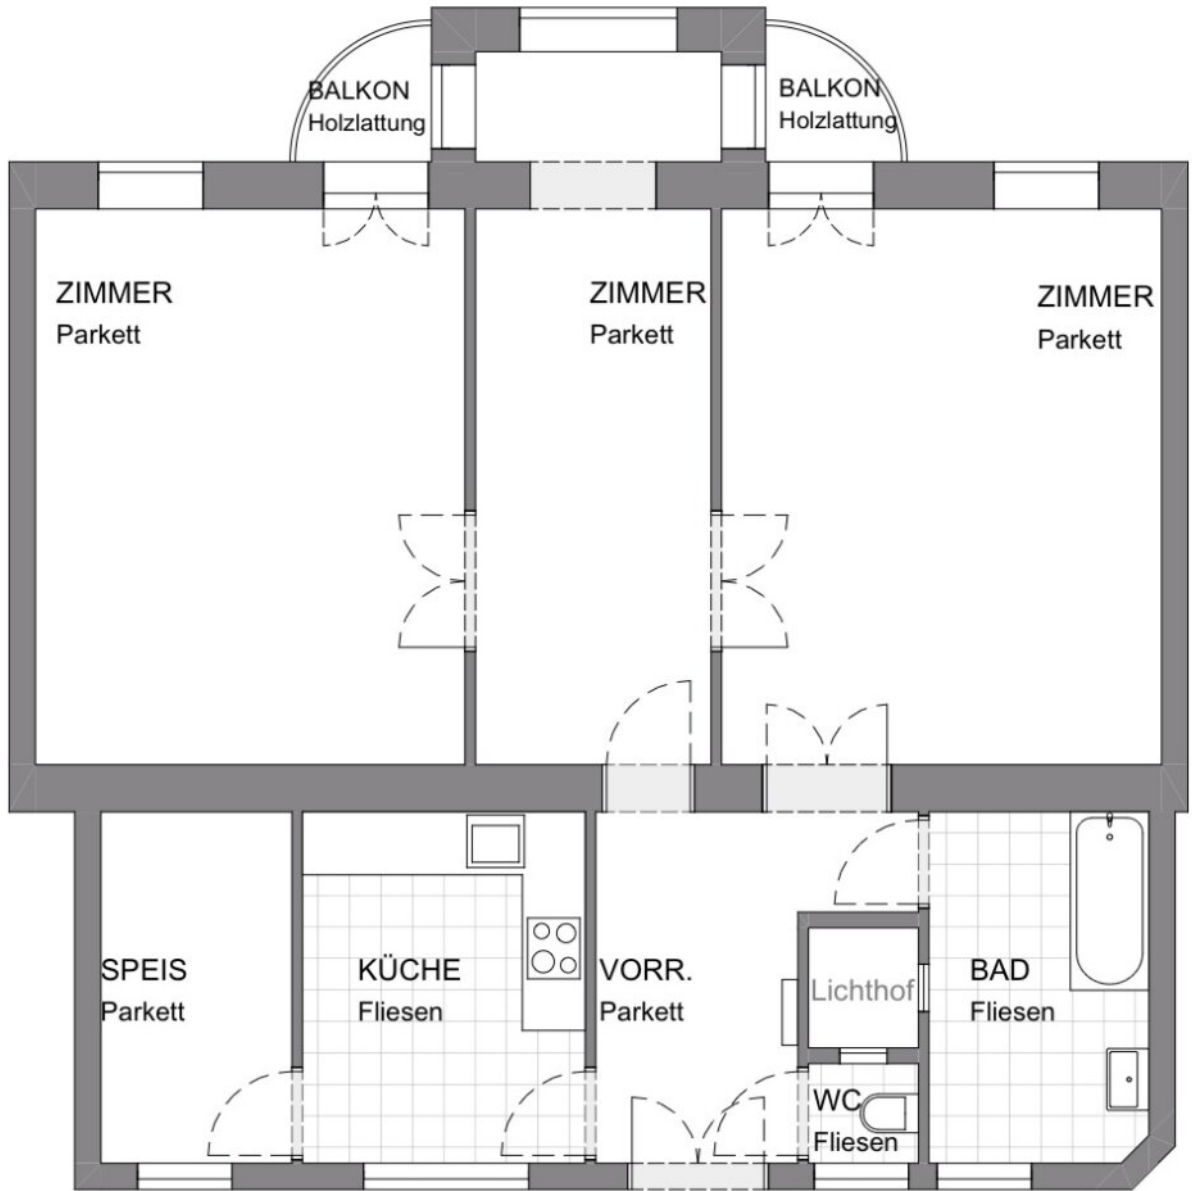 BALKON
Holzlattung
BALKON
Holzlattung
ZIMMER
Parkett
ZIMMER
Parkett
ZIMMER
Parkett
SPEIS
Parkett
KÜCHE
Fliesen
VORR.
Parkett
Lichthof
BAD
Fliesen
WC
Fliesen